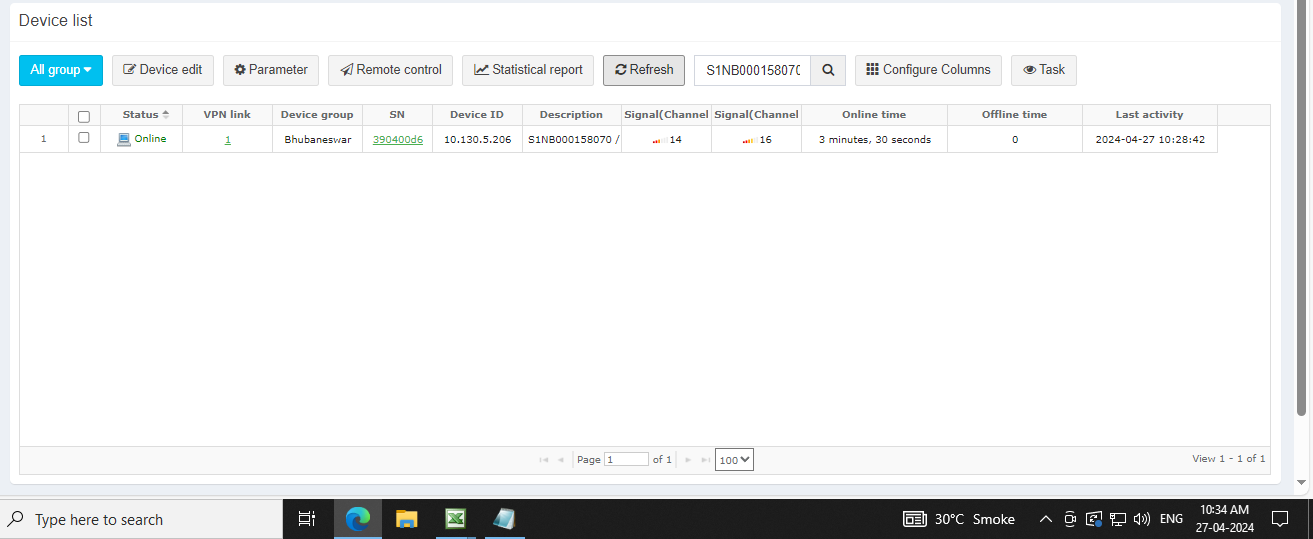 Device list
All group Device edit Parameter Remote control Statistical report Refresh S1NB000158070 Configure Columns Task
Status VPN link Device group SN Device ID Description Signal(Channel Signal(Channel Online time Offline time Last activity
1 Online 1 Bhubaneswar 390400d6 10.130.5.206 S1NB000158070 / 14 16 3 minutes, 30 seconds 0 2024-04-27 10:28:42
Page 1 of 1 100 View 1 - 1 of 1
Type here to search 30°C Smoke ENG 10:34 AM
27-04-2024